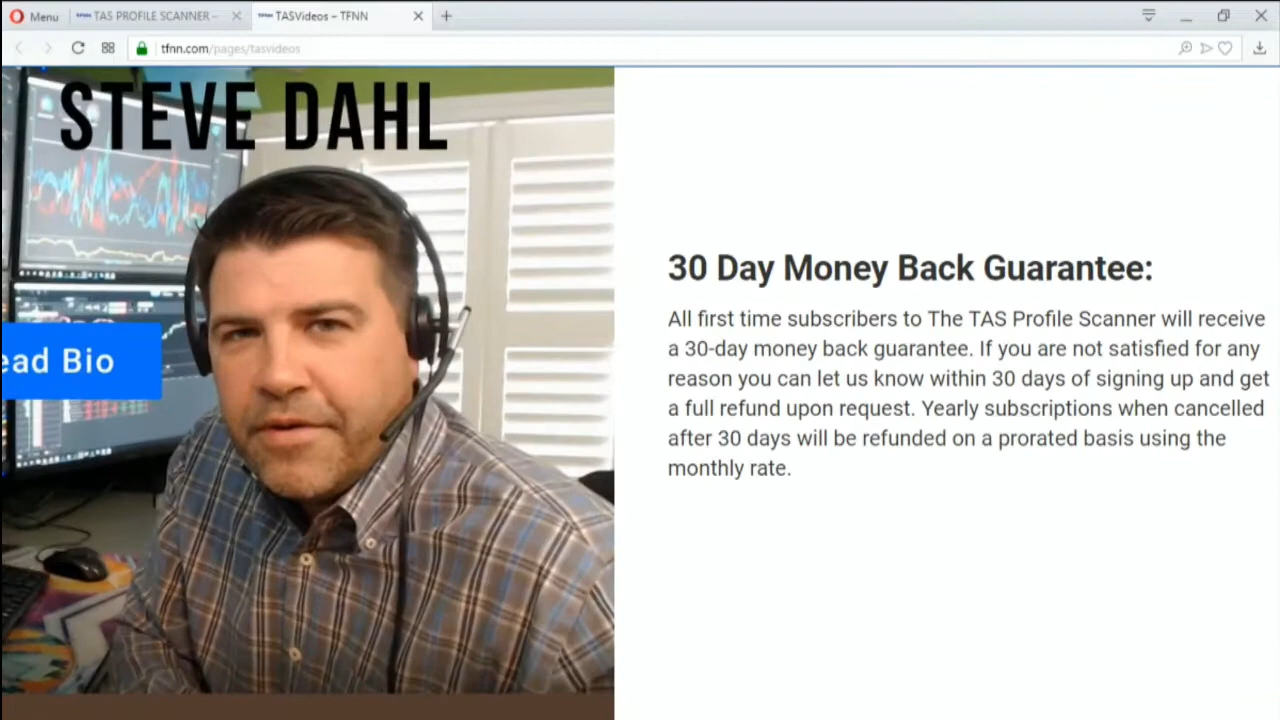 Menu
TAS PROFILE SCANNER –
TASVideos – TFNN
tfnn.com/pages/tasvideos
STEVE DAHL
ead Bio
30 Day Money Back Guarantee:
All first time subscribers to The TAS Profile Scanner will receive
a 30-day money back guarantee. If you are not satisfied for any
reason you can let us know within 30 days of signing up and get
a full refund upon request. Yearly subscriptions when cancelled
after 30 days will be refunded on a prorated basis using the
monthly rate.